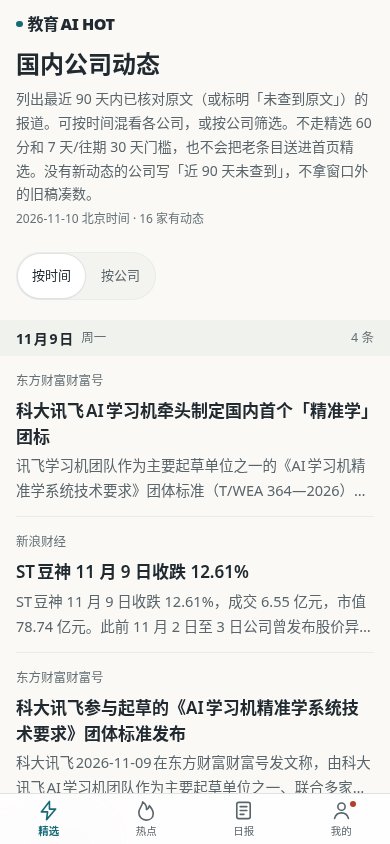 教育 AI HOT
国内公司动态
列出最近 90 天内已核对原文（或标明「未查到原文」）的
报道。可按时间混看各公司，或按公司筛选。不走精选 60
分和 7 天/往期 30 天门槛，也不会把老条目送进首页精
选。没有新动态的公司写「近 90 天未查到」，不拿窗口外
的旧稿凑数。
2026-11-10 北京时间 · 16 家有动态
按时间 按公司
11月9日 周一 4 条
东方财富财富号
科大讯飞AI学习机牵头制定国内首个「精准学」
团标
讯飞学习机团队作为主要起草单位之一的《AI学习机精
准学系统技术要求》团体标准（T/WEA 364—2026）…
新浪财经
ST豆神 11 月 9 日收跌 12.61%
ST豆神 11 月 9 日收跌 12.61%，成交 6.55 亿元，市值
78.74 亿元。此前 11 月 2 日至 3 日公司曾发布股价异…
东方财富财富号
科大讯飞参与起草的《AI学习机精准学系统技
术要求》团体标准发布
科大讯飞2026-11-09在东方财富财富号发文称，由科大
讯飞AI学习机团队作为主要起草单位之一、联合多家…
精选 热点 日报 我的